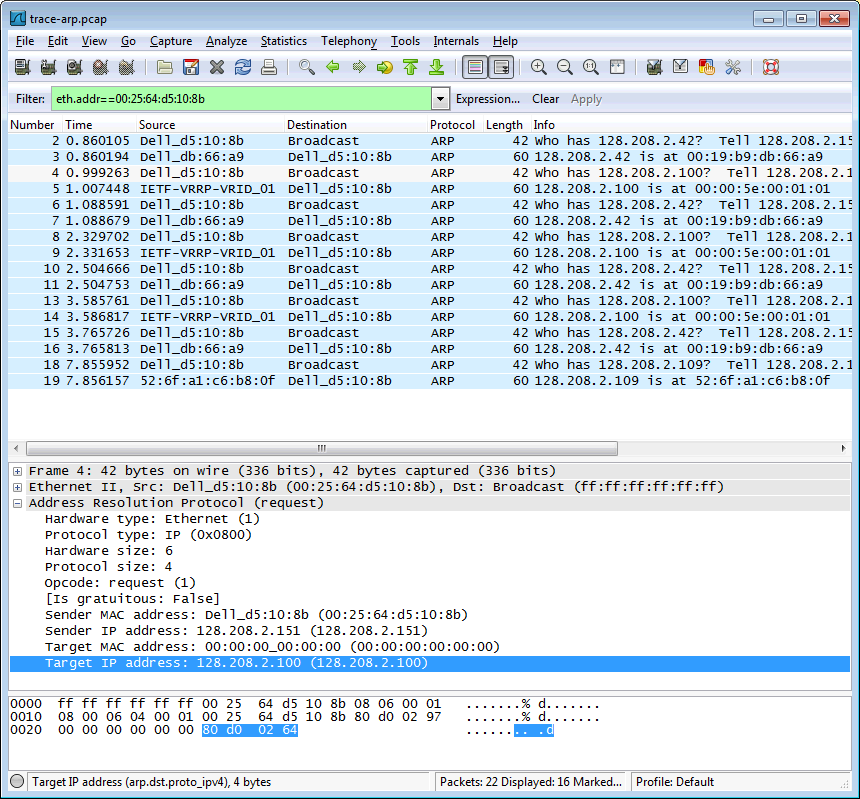 trace-arp.pcap
File Edit View Go Capture Analyze Statistics Telephony Tools Internals Help
Filter: eth.addr==00:25:64:d5:10:8b Expression... Clear Apply
Number Time Source Destination Protocol Length Info
2 0.860105 Dell_d5:10:8b Broadcast ARP 42 Who has 128.208.2.42? Tell 128.208.2.15
3 0.860194 Dell_db:66:a9 Dell_d5:10:8b ARP 60 128.208.2.42 is at 00:19:b9:db:66:a9
4 0.999263 Dell_d5:10:8b Broadcast ARP 42 Who has 128.208.2.100? Tell 128.208.2.1
5 1.007448 IETF-VRRP-VRID_01 Dell_d5:10:8b ARP 60 128.208.2.100 is at 00:00:5e:00:01:01
6 1.088591 Dell_d5:10:8b Broadcast ARP 42 Who has 128.208.2.42? Tell 128.208.2.15
7 1.088679 Dell_db:66:a9 Dell_d5:10:8b ARP 60 128.208.2.42 is at 00:19:b9:db:66:a9
8 2.329702 Dell_d5:10:8b Broadcast ARP 42 Who has 128.208.2.100? Tell 128.208.2.1
9 2.331653 IETF-VRRP-VRID_01 Dell_d5:10:8b ARP 60 128.208.2.100 is at 00:00:5e:00:01:01
10 2.504666 Dell_d5:10:8b Broadcast ARP 42 Who has 128.208.2.42? Tell 128.208.2.15
11 2.504753 Dell_db:66:a9 Dell_d5:10:8b ARP 60 128.208.2.42 is at 00:19:b9:db:66:a9
13 3.585761 Dell_d5:10:8b Broadcast ARP 42 Who has 128.208.2.100? Tell 128.208.2.1
14 3.586817 IETF-VRRP-VRID_01 Dell_d5:10:8b ARP 60 128.208.2.100 is at 00:00:5e:00:01:01
15 3.765726 Dell_d5:10:8b Broadcast ARP 42 Who has 128.208.2.42? Tell 128.208.2.15
16 3.765813 Dell_db:66:a9 Dell_d5:10:8b ARP 60 128.208.2.42 is at 00:19:b9:db:66:a9
18 7.855952 Dell_d5:10:8b Broadcast ARP 42 Who has 128.208.2.109? Tell 128.208.2.1
19 7.856157 52:6f:a1:c6:b8:0f Dell_d5:10:8b ARP 60 128.208.2.109 is at 52:6f:a1:c6:b8:0f
Frame 4: 42 bytes on wire (336 bits), 42 bytes captured (336 bits)
Ethernet II, Src: Dell_d5:10:8b (00:25:64:d5:10:8b), Dst: Broadcast (ff:ff:ff:ff:ff:ff)
Address Resolution Protocol (request)
Hardware type: Ethernet (1)
Protocol type: IP (0x0800)
Hardware size: 6
Protocol size: 4
Opcode: request (1)
[Is gratuitous: False]
Sender MAC address: Dell_d5:10:8b (00:25:64:d5:10:8b)
Sender IP address: 128.208.2.151 (128.208.2.151)
Target MAC address: 00:00:00_00:00:00 (00:00:00:00:00:00)
Target IP address: 128.208.2.100 (128.208.2.100)
0000 ff ff ff ff ff ff 00 25 64 d5 10 8b 08 06 00 01 .......% d.......
0010 08 00 06 04 00 01 00 25 64 d5 10 8b 80 d0 02 97 .......% d.......
0020 00 00 00 00 00 00 80 d0 02 64 ........ .d
Target IP address (arp.dst.proto_ipv4), 4 bytes Packets: 22 Displayed: 16 Marked... Profile: Default